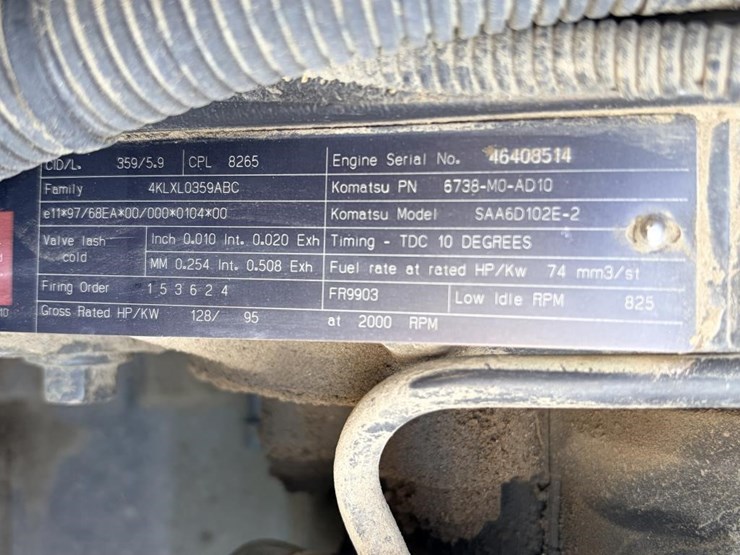 CID/L. 359/5.9 CPL 8265 Engine Serial No. 46408514
Family 4KLXL0359ABC Komatsu PN 6738-M0-AD10
e11*97/68EA*00/000*0104*00 Komatsu Model SAA6D102E-2
Valve lash cold Inch 0.010 Int. 0.020 Exh Timing - TDC 10 DEGREES
MM 0.254 Int. 0.508 Exh Fuel rate at rated HP/Kw 74 mm3/st
Firing Order 1 5 3 6 2 4 FR9903 Low Idle RPM 825
Gross Rated HP/KW 128/ 95 at 2000 RPM